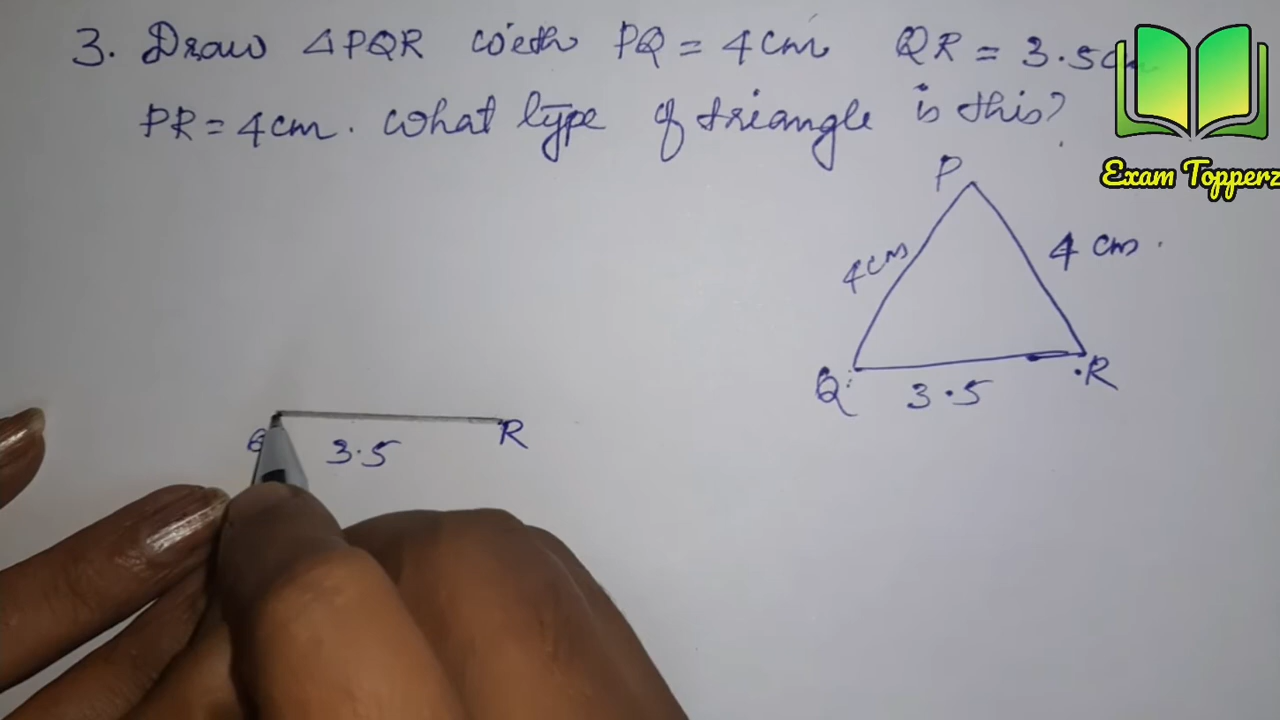 3. Draw △PQR with PQ = 4cm QR = 3.5cm
PR = 4cm. What type of triangle is this?
Exam Topperz
P
4cm
4 cm
Q
3.5
R
3.5
R